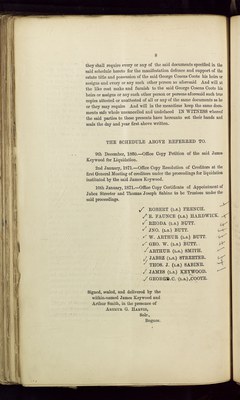 8
they shall require every or any of the said documents specified in the
said schedule hereto for the manifestation defence and support of the
estate title and possession of the said George Coeens Coote his heirs or
assigns and every or any such other person as aforesaid And will at
the like cost make and furnish to the said George Coeens Coote his
heirs or assigns or any such other person or persons aforesaid such true
copies attested or unattested of all or any of the same documents as he
or they may require And will in the meantime keep the same docu-
ments safe whole uncancelled and undefaced IN WITNESS whereof
the said parties to these presents have hereunto set their hands and
seals the day and year first above written.
THE SCHEDULE ABOVE REFERRED TO.
9th December, —Office Copy Petition of the said James
Keywood for Liquidation.
2nd January, 1871.—Office Copy Resolution of Creditors at the
first General Meeting of creditors under the proceedings for liquidation
instituted by the said James Keywood.
16th January, 1871.—Office Copy Certificate of Appointment of
Jabez Streeter and Thomas Joseph Sabine to be Trustees under the
said proceedings.
ROBERT (L.S.) FRENCH.
H. FAUNCE (L.S.) HARDWICK.
RHODA (L.S.) BUTT.
JNO. (L.S.) BUTT.
W. ARTHUR (L.S.) BUTT.
GEO. W. (L.S.) BUTT.
ARTHUR (L.S.) SMITH.
JABEZ (L.S.) STREETER.
THOS. J. (L.S.) SABINE.
JAMES (L.S.) KEYWOOD.
GEORGE C. (L.S.) COOTE.
Signed, sealed, and delivered by the
within-named James Keywood and
Arthur Smith, in the presence of
ARTHUR G. HARVIE,
Solr.,
Bognor.